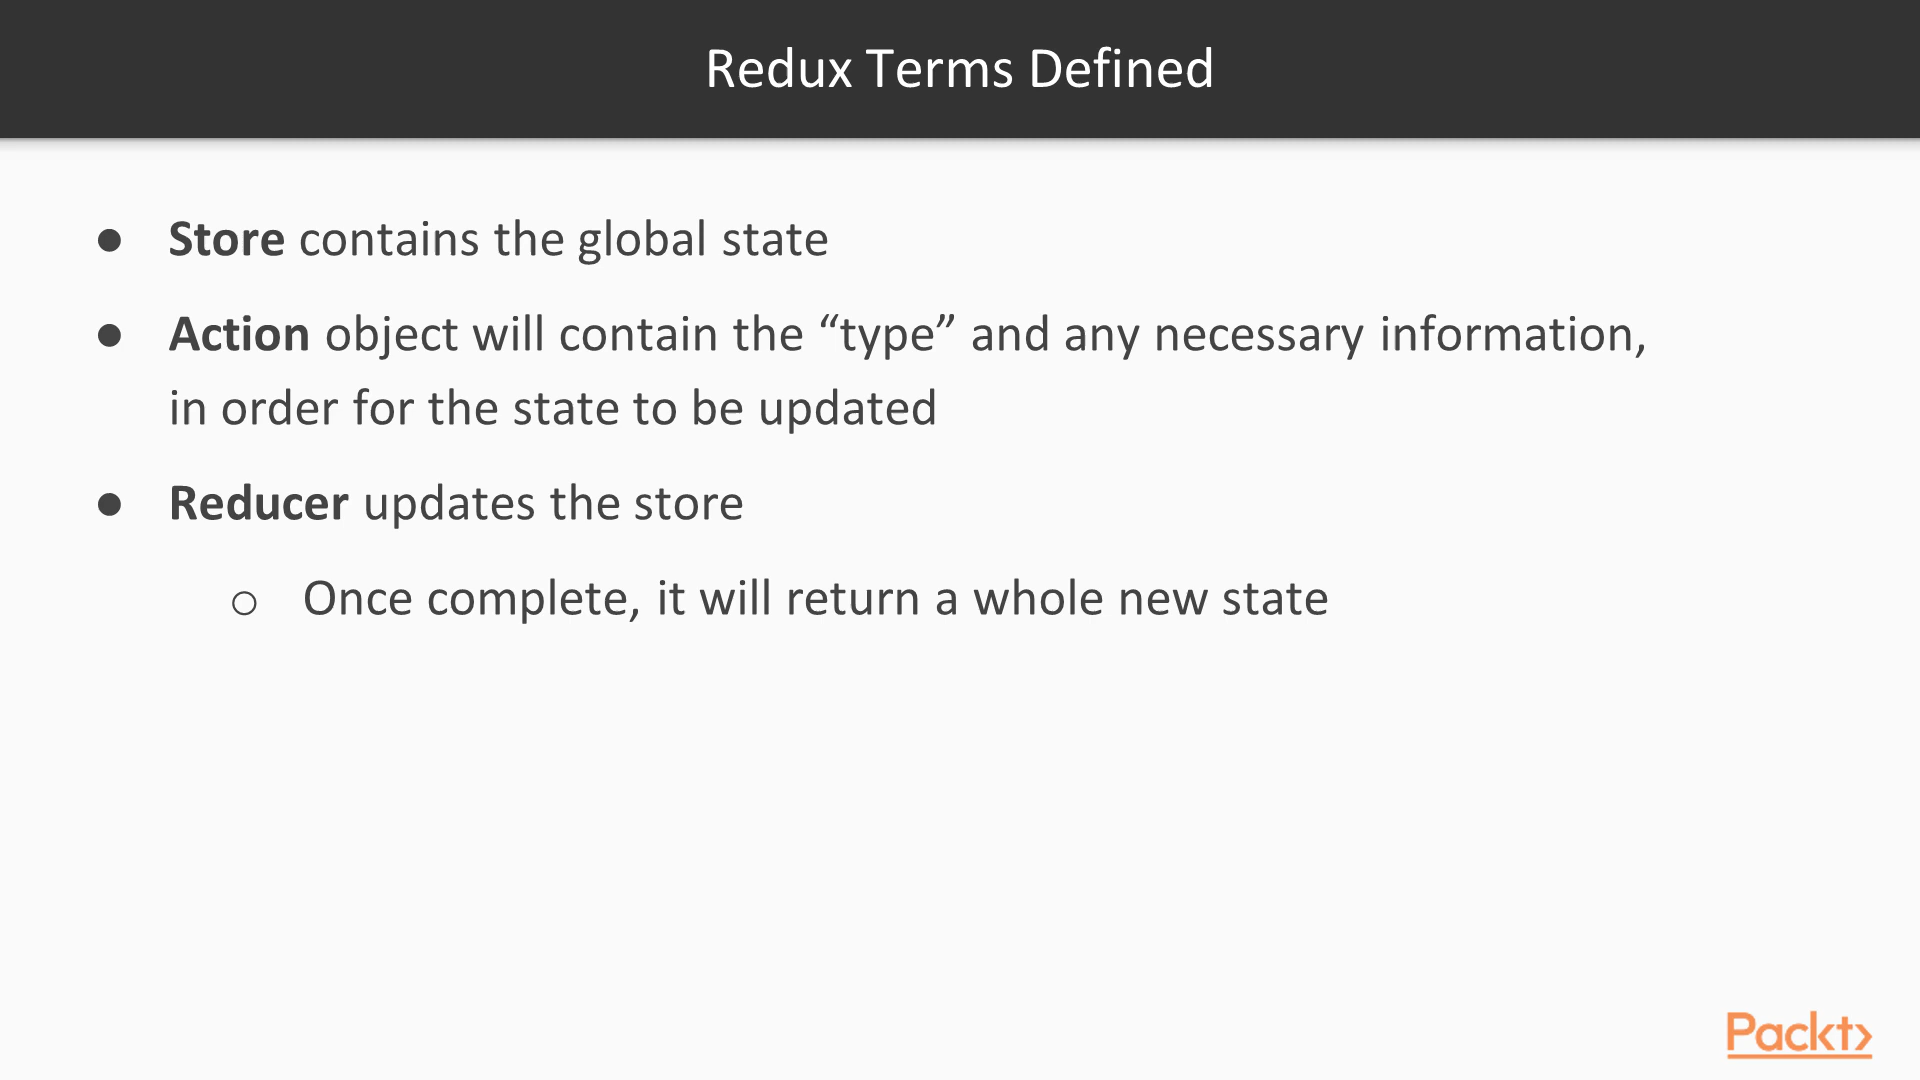 Redux Terms Defined
● Store contains the global state
● Action object will contain the “type” and any necessary information,
in order for the state to be updated
● Reducer updates the store
○ Once complete, it will return a whole new state
Packt>